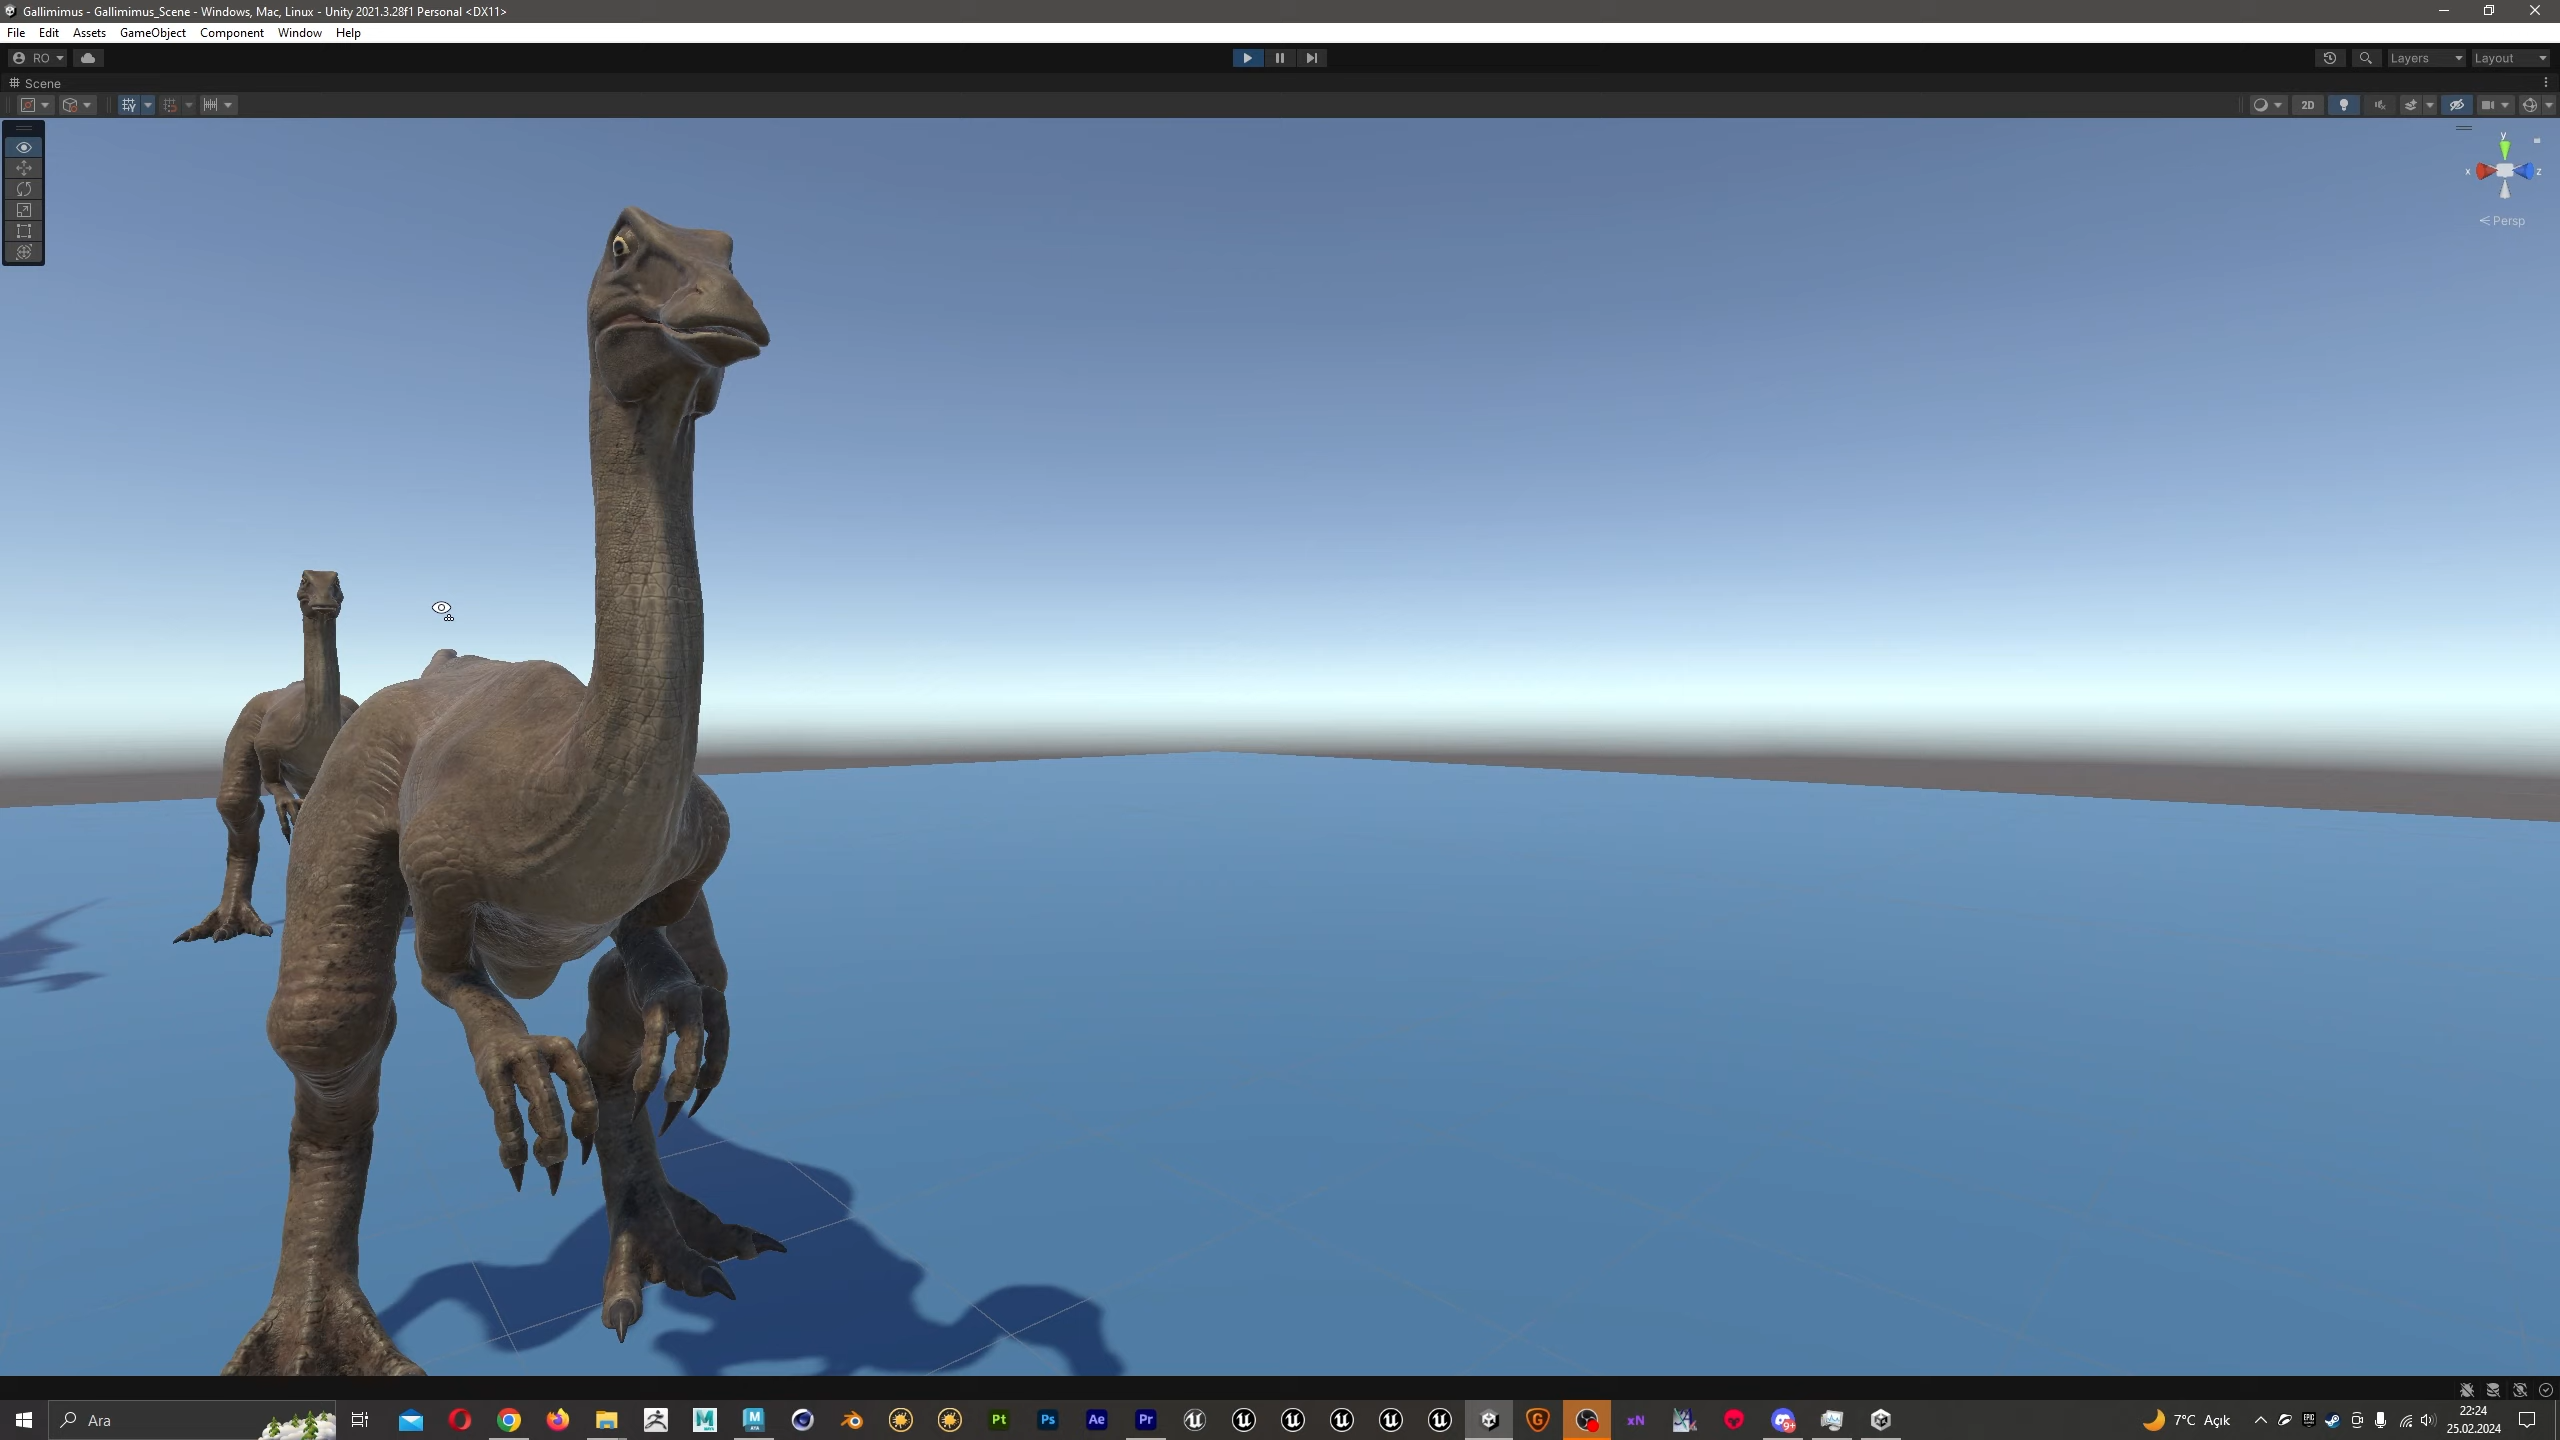 Gallimimus - Gallimimus_Scene - Windows, Mac, Linux - Unity 2021.3.28f1 Personal <DX11>
File Edit Assets GameObject Component Window Help
RO Layers Layout
Scene
2D
y
x z
Persp
Ara
M
M
Pt Ps Ae Pr
G
xN
9+
7°C Açık
22:24
25.02.2024